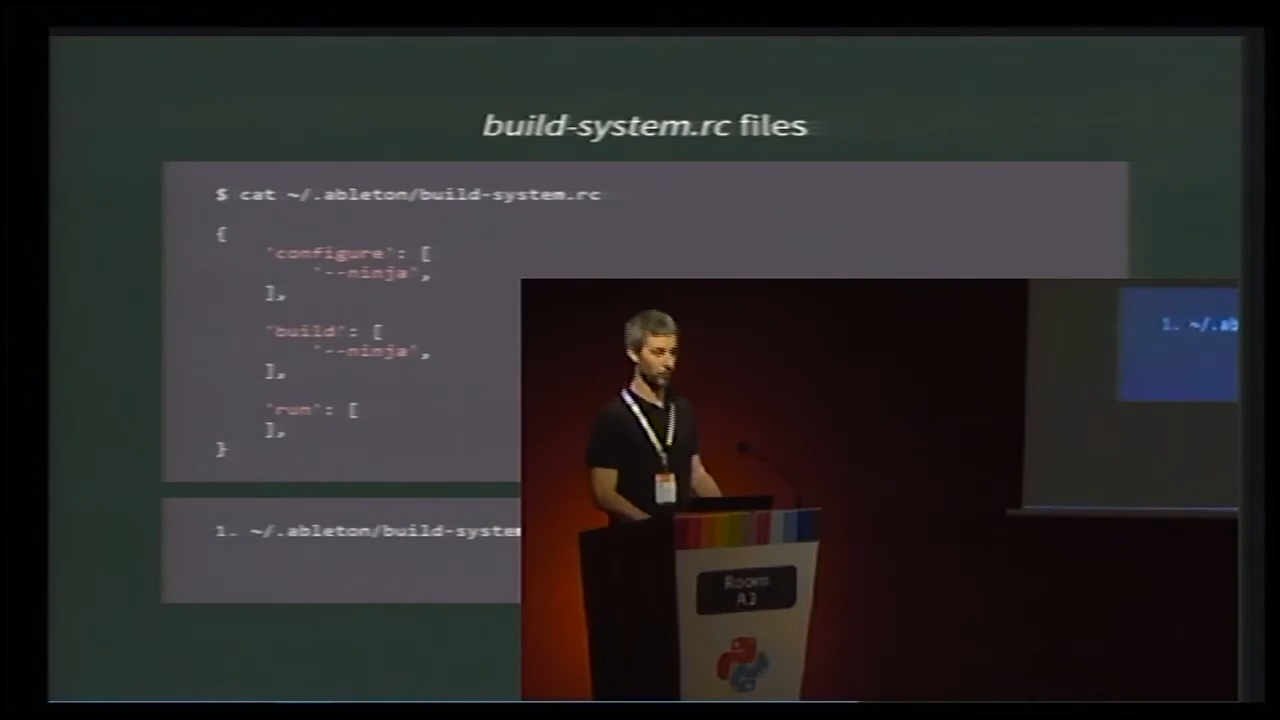 build-system.rc files
$ cat ~/.ableton/build-system.rc
{
'configure': [
'--ninja',
],
'build': [
'--ninja',
],
'run': [
],
}
1. ~/.ableton/build-system
1. ~/.ab
Room
A2